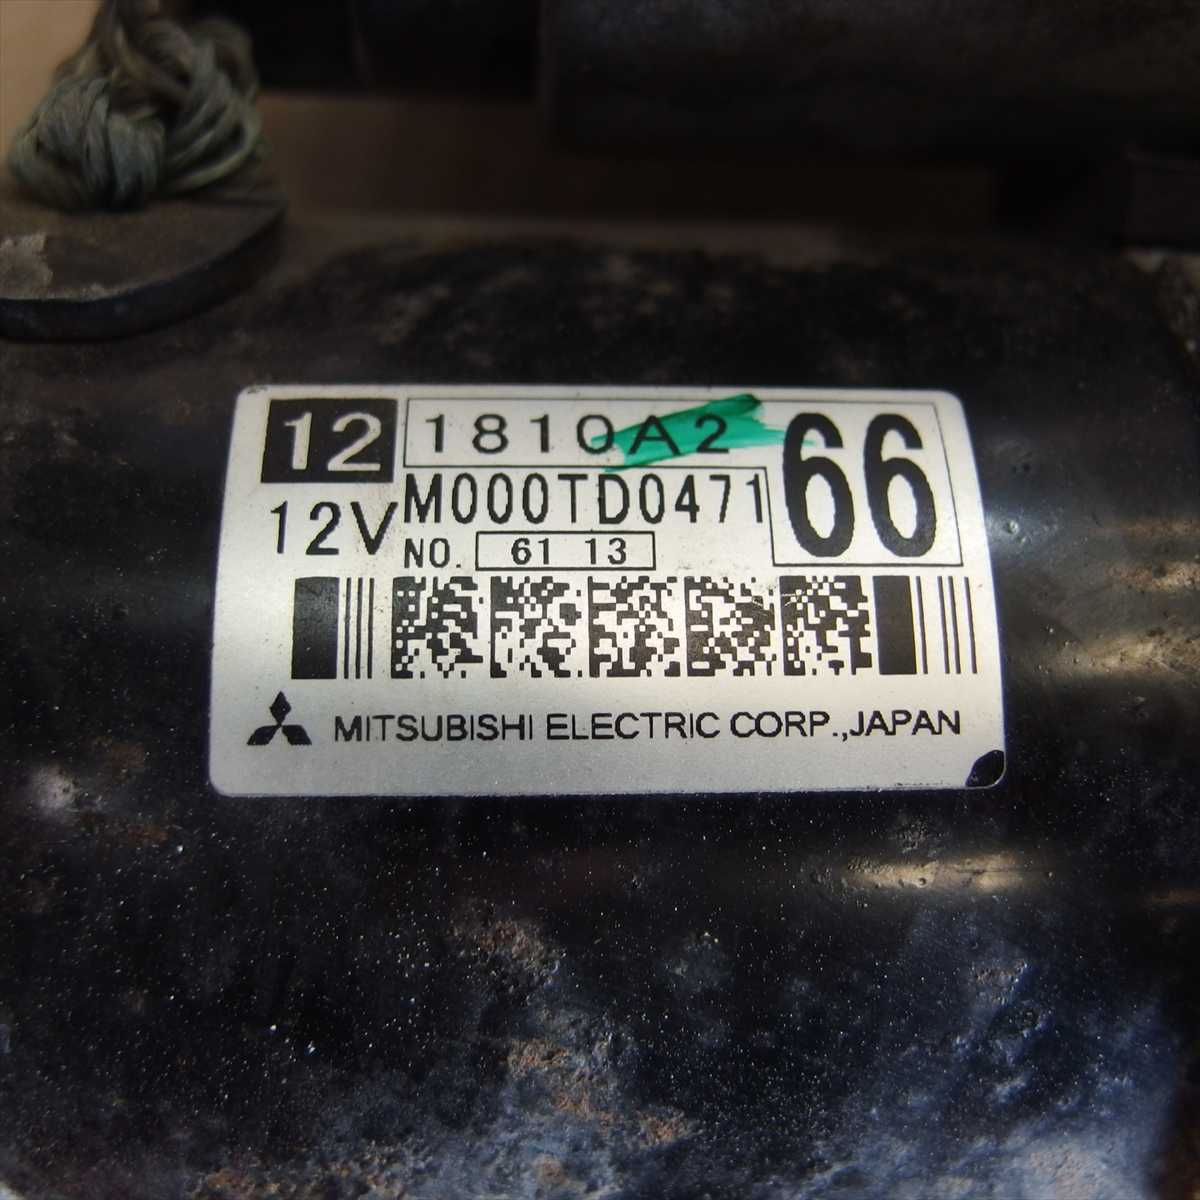 12 1810A2 66
12V M000TD0471
NO. 61 13
MITSUBISHI ELECTRIC CORP.,JAPAN